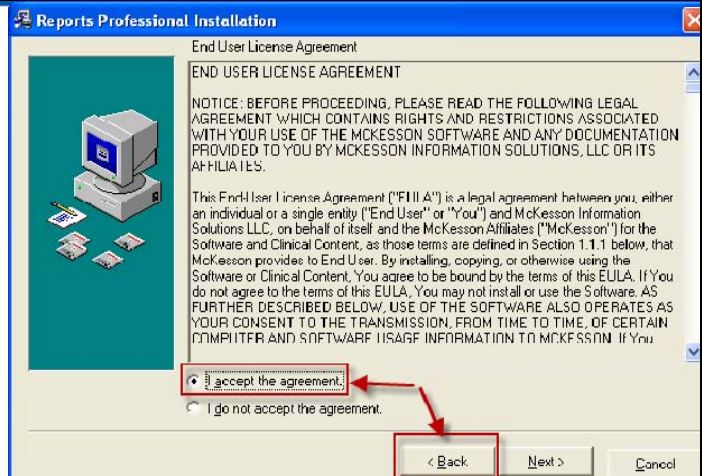 Reports Professional Installation
End User License Agreement
END USER LICENSE AGREEMENT
NOTICE: BEFORE PROCEEDING, PLEASE READ THE FOLLOWING LEGAL
AGREEMENT WHICH CONTAINS RIGHTS AND RESTRICTIONS ASSOCIATED
WITH YOUR USE OF THE MCKESSON SOFTWARE AND ANY DOCUMENTATION
PROVIDED TO YOU BY MCKESSON INFORMATION SOLUTIONS, LLC OR ITS
AFFILIATES.
This End-User License Agreement ("EULA") is a legal agreement between you, either
an individual or a single entity ("End User" or "You") and McKesson Information
Solutions LLC, on behalf of itself and the McKesson Affiliates ("McKesson") for the
Software and Clinical Content, as those terms are defined in Section 1.1.1 below, that
McKesson provides to End User. By installing, copying, or otherwise using the
Software or Clinical Content, You agree to be bound by the terms of this EULA. If You
do not agree to the terms of this EULA, You may not install or use the Software. AS
FURTHER DESCRIBED BELOW, USE OF THE SOFTWARE ALSO OPERATES AS
YOUR CONSENT TO THE TRANSMISSION, FROM TIME TO TIME, OF CERTAIN
COMPUTER AND SOFTWARE USAGE INFORMATION TO MCKESSON. If You
I accept the agreement.
I do not accept the agreement.
< Back
Next >
Cancel